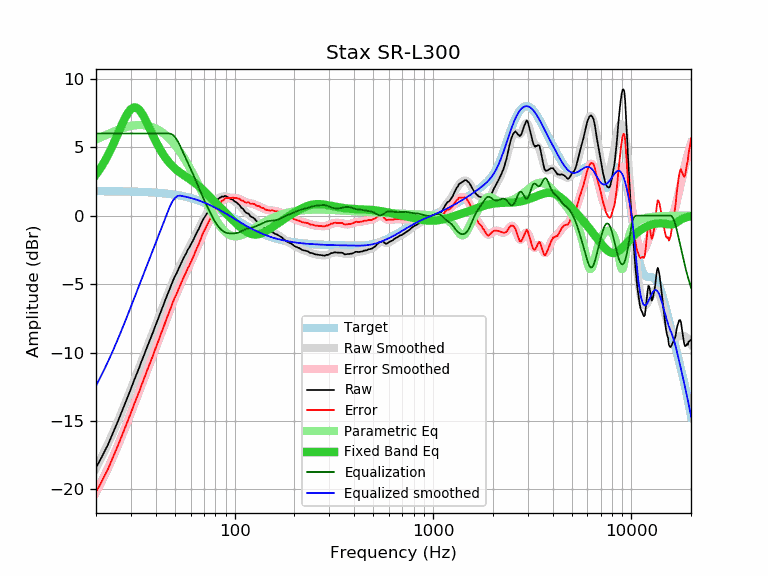 Stax SR-L300
10
5
0
−5
−10
−15
−20
Amplitude (dBr)
Target
Raw Smoothed
Error Smoothed
Raw
Error
Parametric Eq
Fixed Band Eq
Equalization
Equalized smoothed
100
1000
10000
Frequency (Hz)